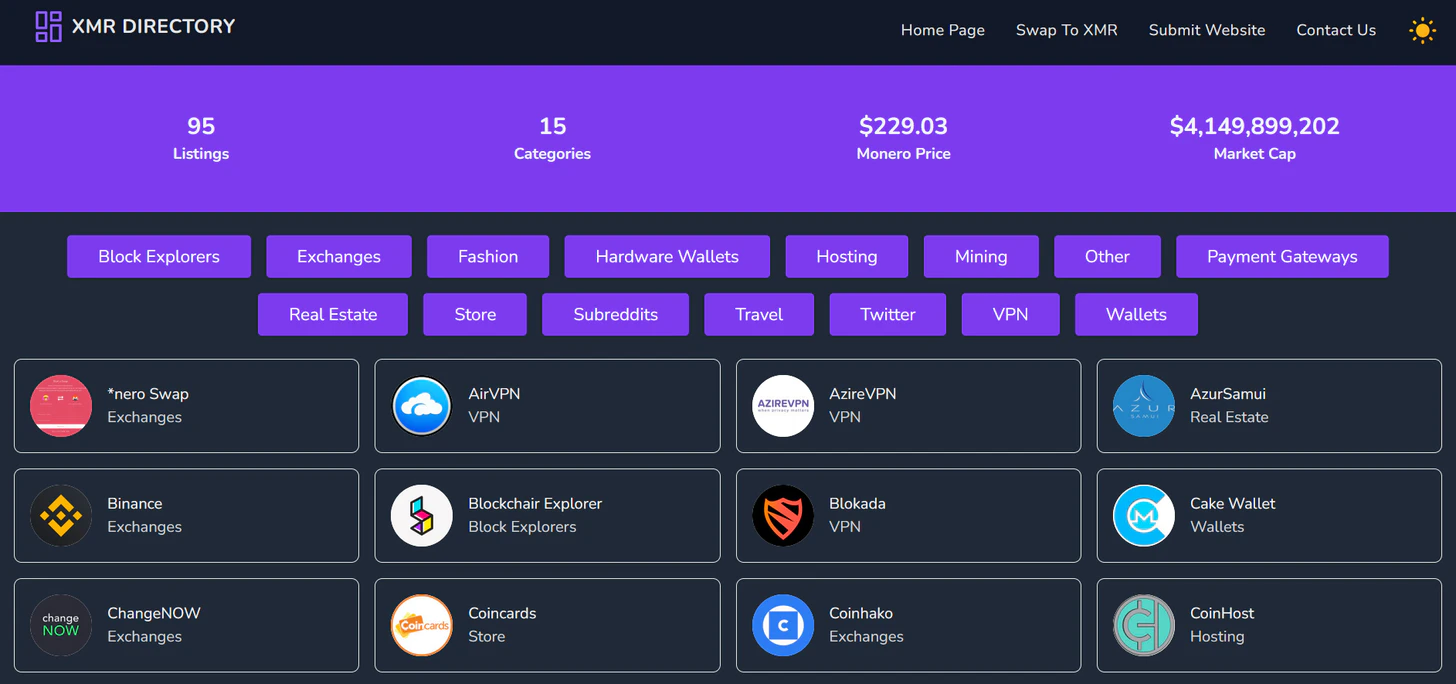 XMR DIRECTORY
Home Page Swap To XMR Submit Website Contact Us
95 15 $229.03 $4,149,899,202
Listings Categories Monero Price Market Cap
Block Explorers Exchanges Fashion Hardware Wallets Hosting Mining Other Payment Gateways
Real Estate Store Subreddits Travel Twitter VPN Wallets
*nero Swap
Exchanges
AirVPN
VPN
AZIREVPN
AzireVPN
VPN
AZUR
SAMUI
AzurSamui
Real Estate
Binance
Exchanges
Blockchair Explorer
Block Explorers
Blokada
VPN
Cake Wallet
Wallets
change
NOW
ChangeNOW
Exchanges
Coincards
Coincards
Store
C
Coinhako
Exchanges
CoinHost
Hosting